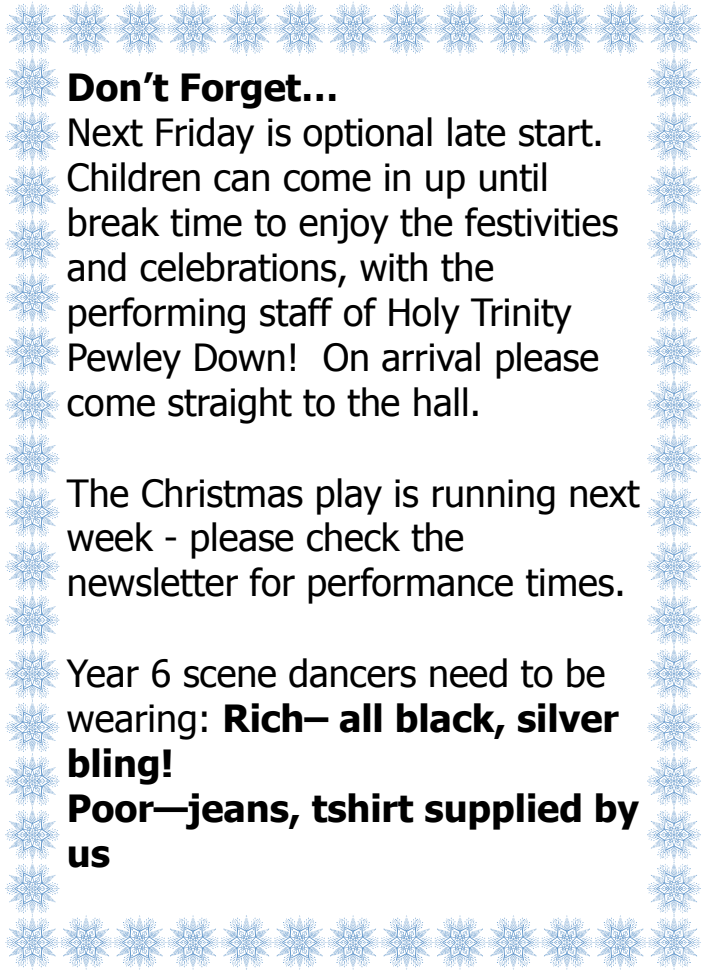 Don’t Forget…
Next Friday is optional late start.
Children can come in up until
break time to enjoy the festivities
and celebrations, with the
performing staff of Holy Trinity
Pewley Down!  On arrival please
come straight to the hall.
The Christmas play is running next
week - please check the
newsletter for performance times.
Year 6 scene dancers need to be
wearing: Rich– all black, silver
bling!
Poor—jeans, tshirt supplied by
us